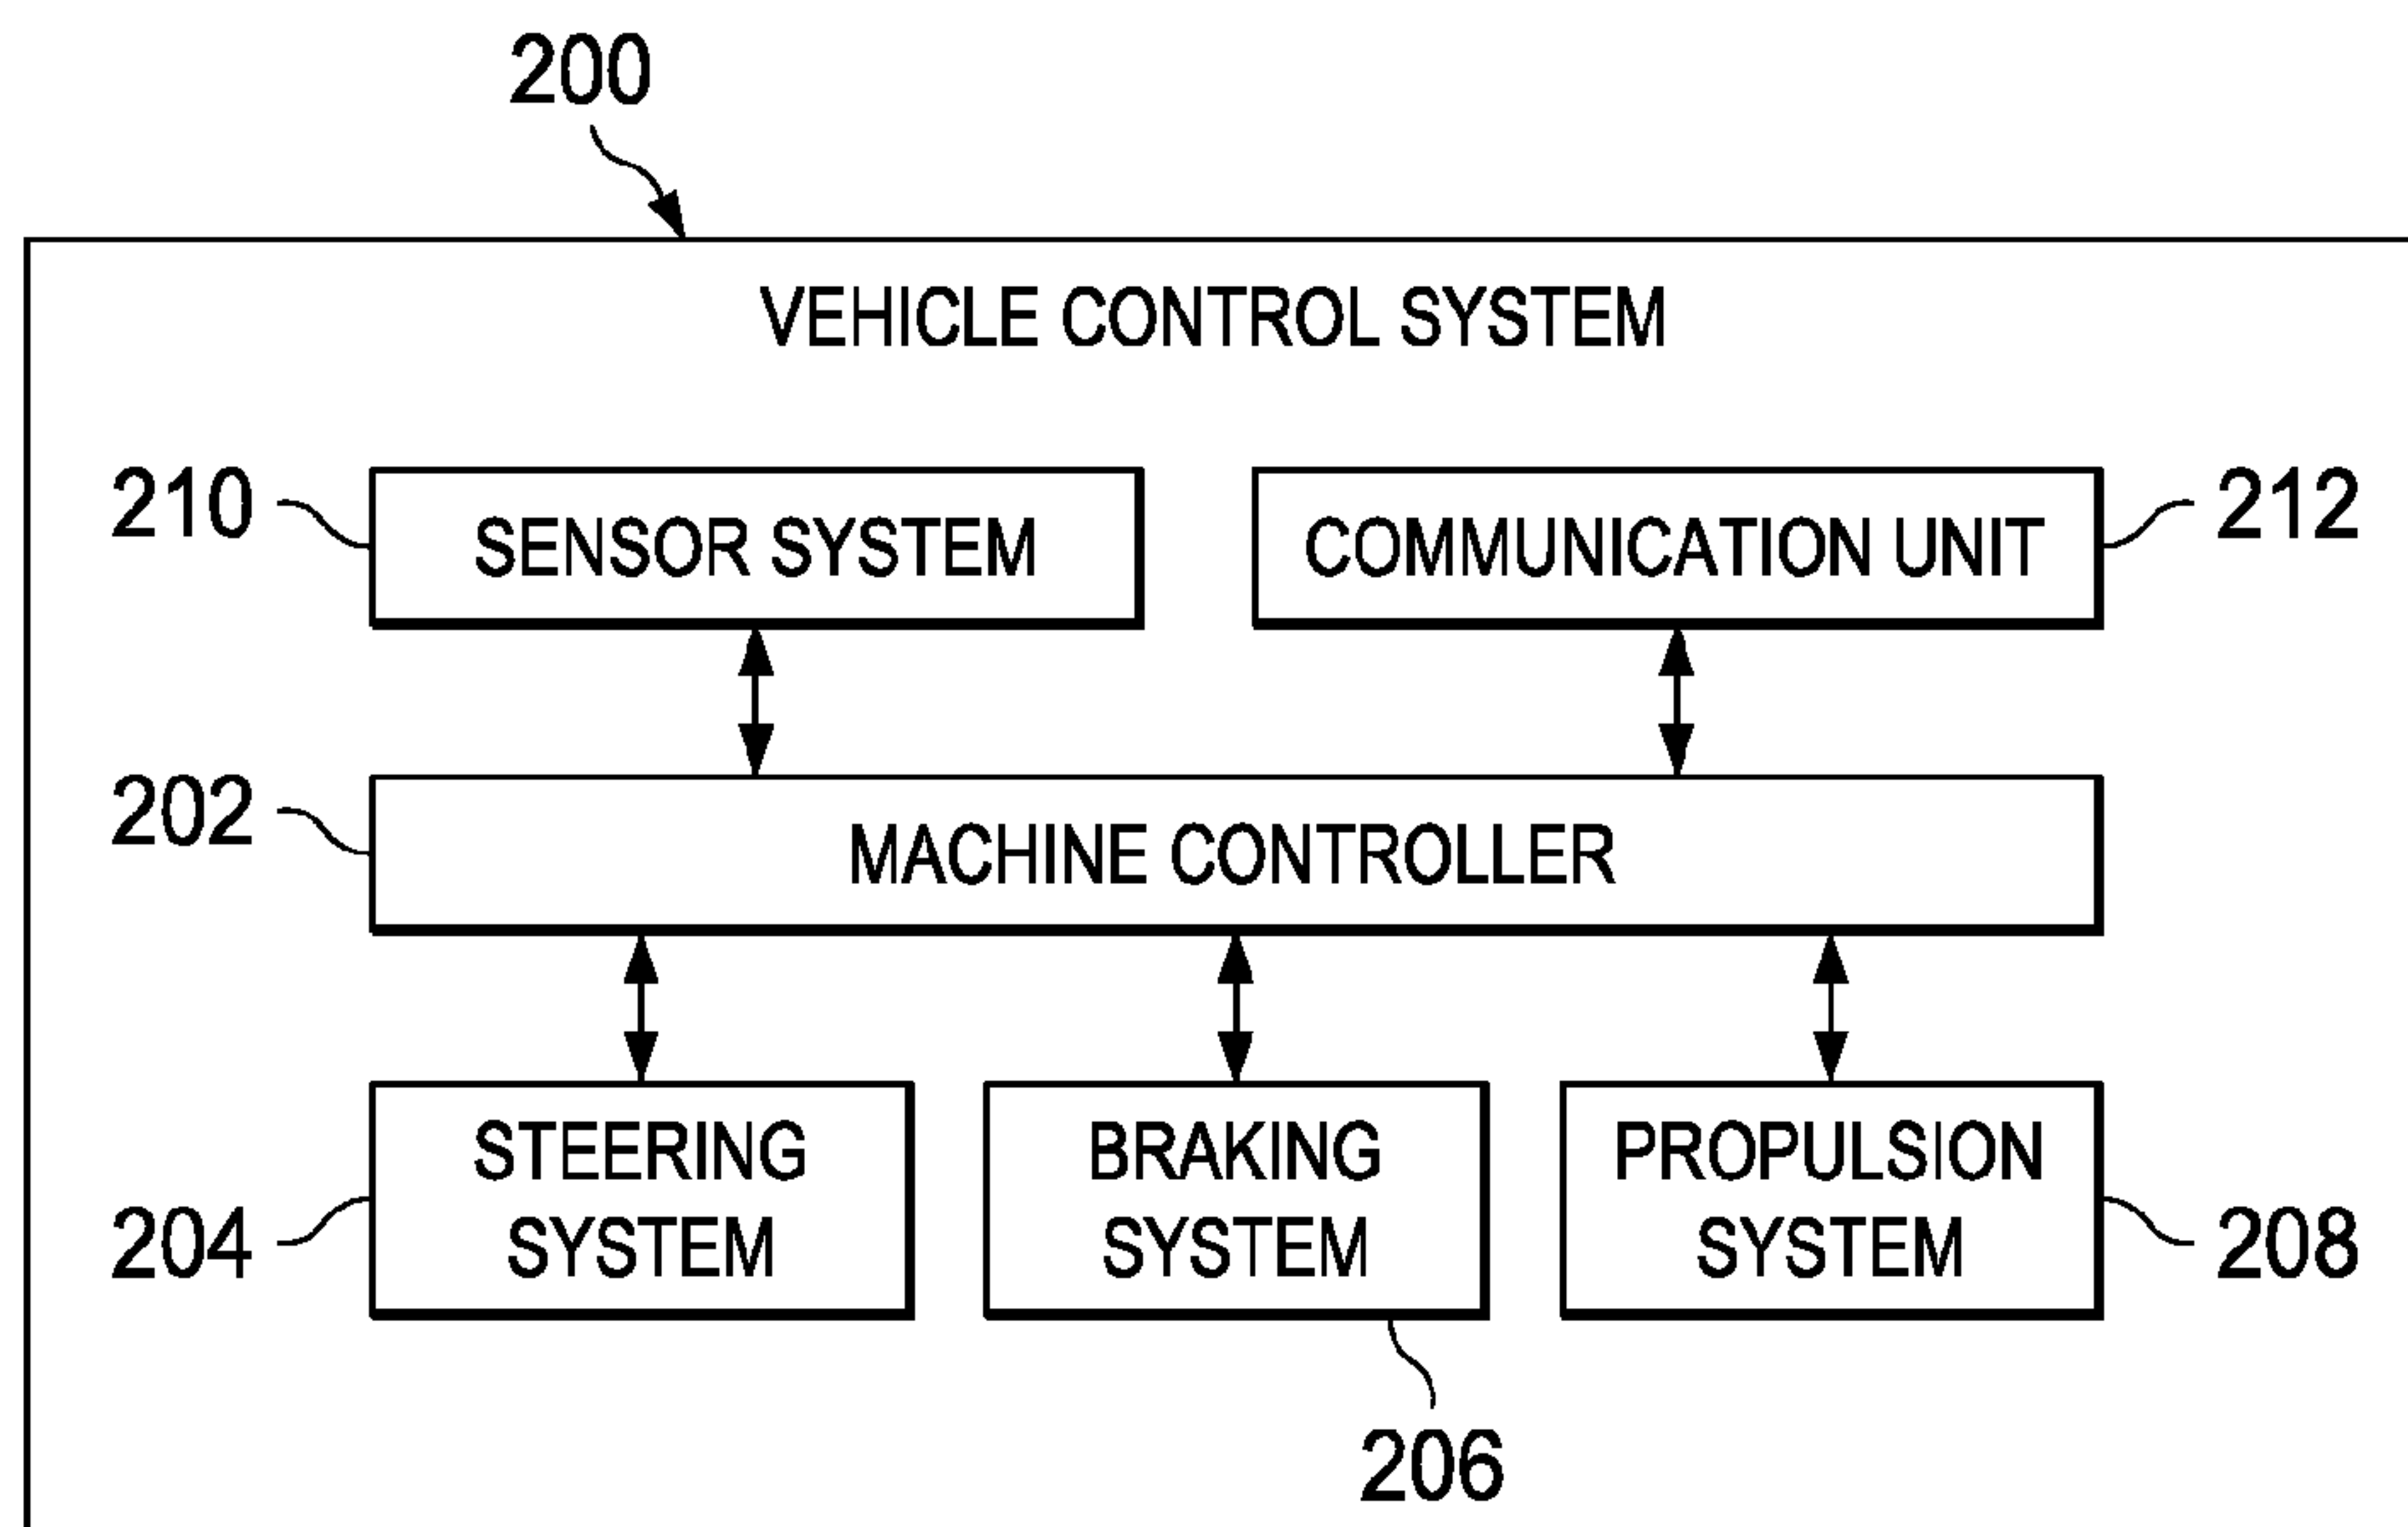 200
VEHICLE CONTROL SYSTEM
210
SENSOR SYSTEM
COMMUNICATION UNIT
212
202
MACHINE CONTROLLER
STEERING
SYSTEM
204
BRAKING
SYSTEM
206
PROPULSION
SYSTEM
208